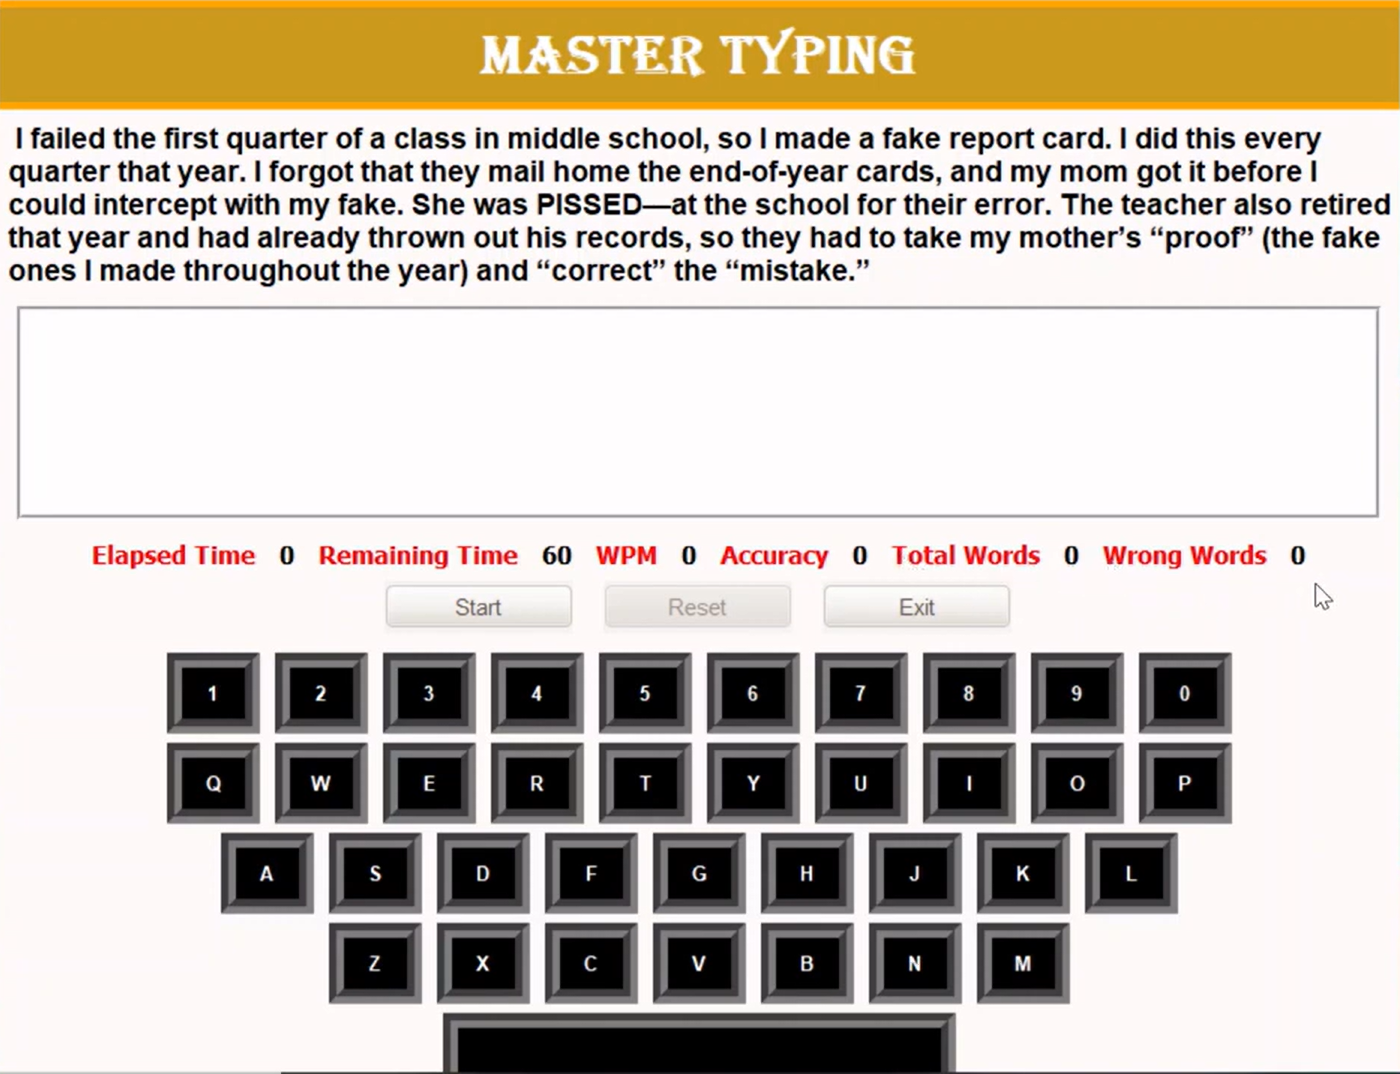 MASTER TYPING
I failed the first quarter of a class in middle school, so I made a fake report card. I did this every
quarter that year. I forgot that they mail home the end-of-year cards, and my mom got it before I
could intercept with my fake. She was PISSED—at the school for their error. The teacher also retired
that year and had already thrown out his records, so they had to take my mother’s “proof” (the fake
ones I made throughout the year) and “correct” the “mistake.”
Elapsed Time 0 Remaining Time 60 WPM 0 Accuracy 0 Total Words 0 Wrong Words 0
Start Reset Exit
1 2 3 4 5 6 7 8 9 0
Q W E R T Y U I O P
A S D F G H J K L
Z X C V B N M